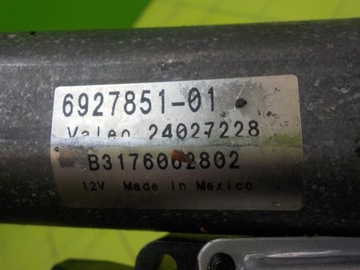 6927851-01
Valeo 24027228
B3176002802
12V Made in Mexico